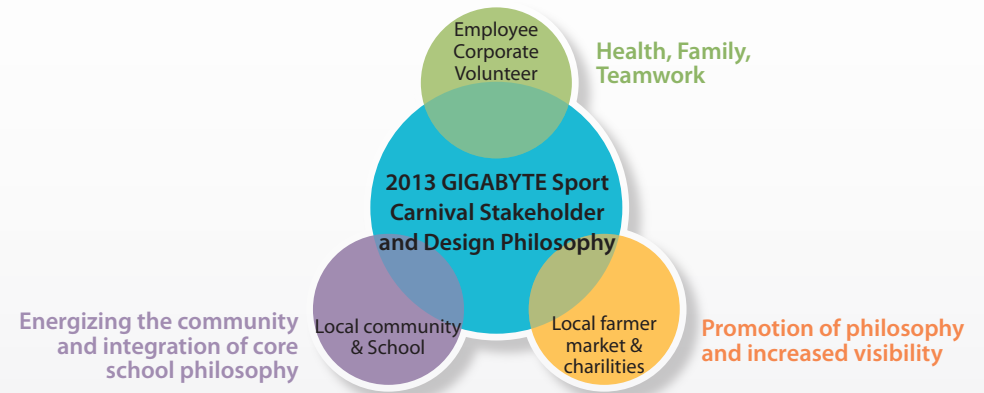 Employee
Corporate
Volunteer
Health, Family,
Teamwork
2013 GIGABYTE Sport
Carnival Stakeholder
and Design Philosophy
Energizing the community
and integration of core
school philosophy
Local community
& School
Local farmer
market &
charilities
Promotion of philosophy
and increased visibility